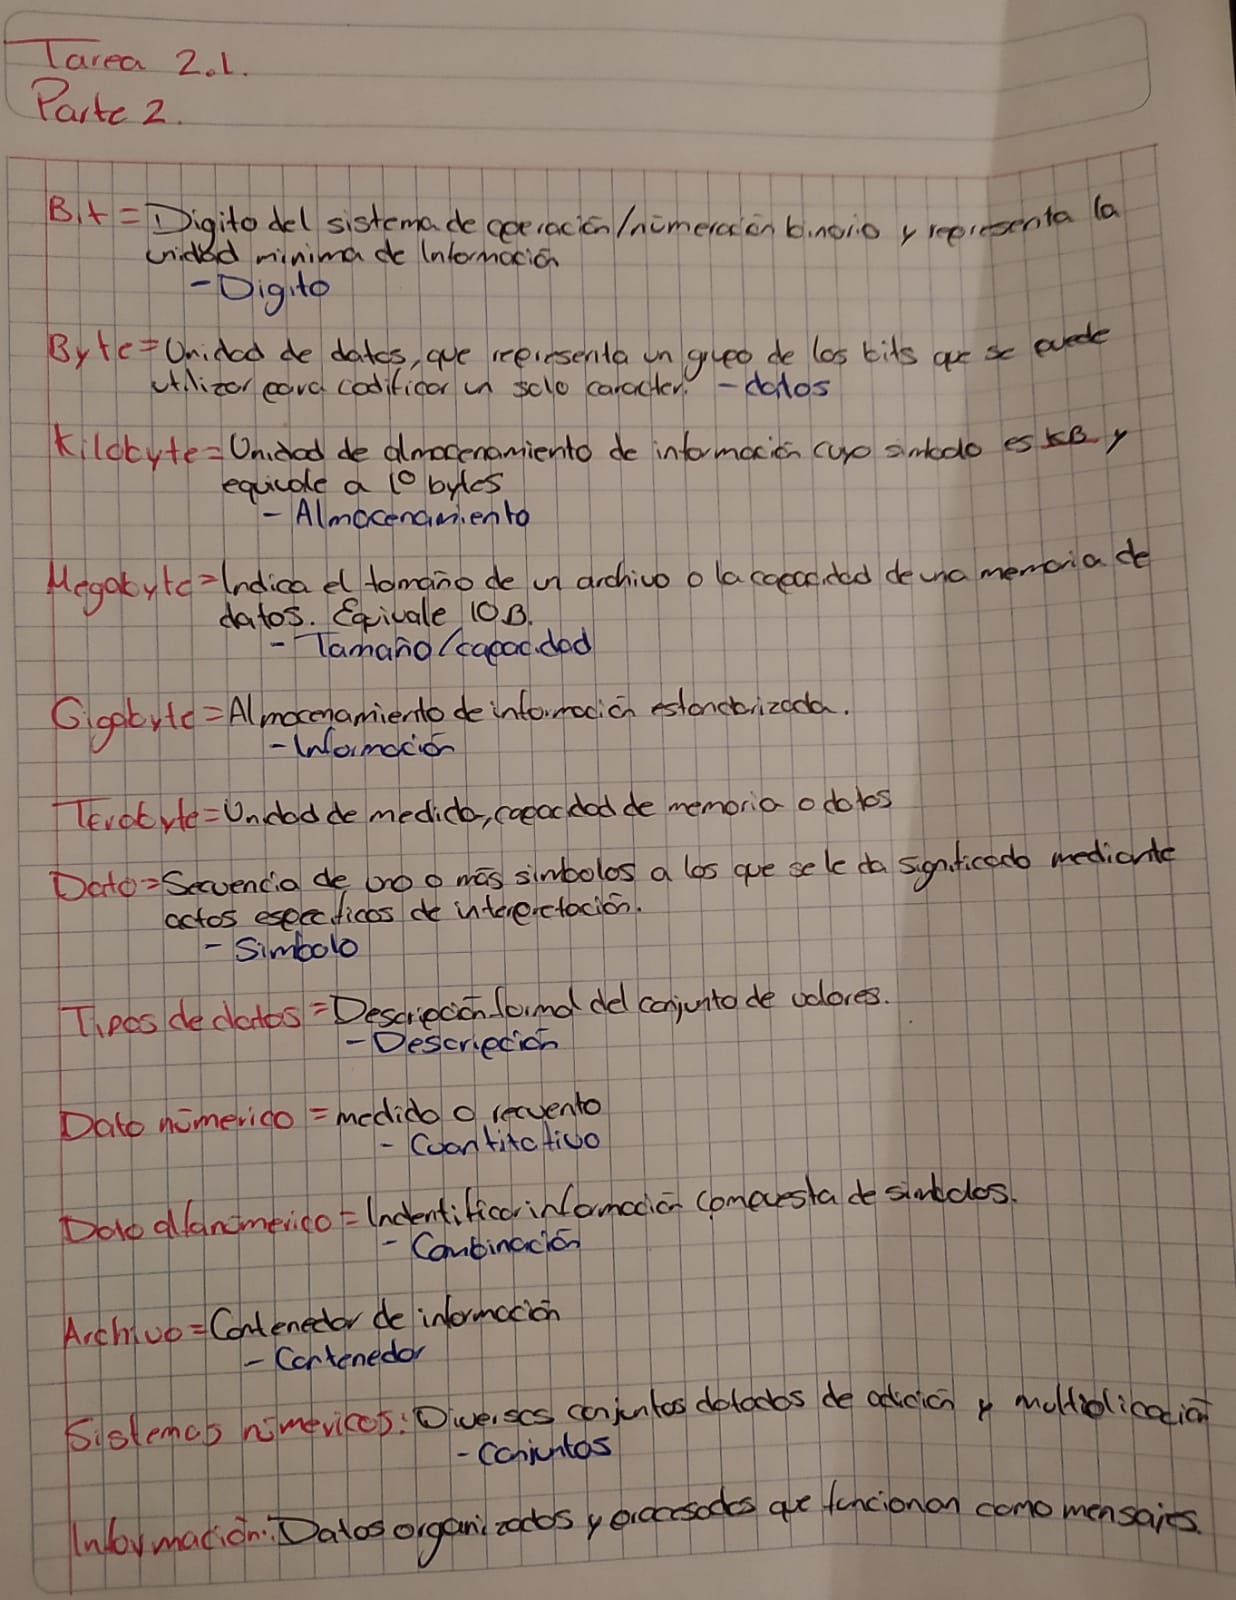 Tarea 2.1.
Parte 2.
Bit = Digito del sistema de operación/númeración binario y representa la
unidad minima de Información
- Digito
Byte = Unidad de datos, que representa un grupo de los bits que se puede
utilizar para codificar un solo caracter. - datos
Kilobyte = Unidad de almacenamiento de información cuyo simbolo es KB y
equivale a 10 bytes
- Almacenamiento
Megabyte = Indica el tamaño de un archivo o la capacidad de una memoria de
datos. Equivale 10B.
- Tamaño/capacidad
Gigabyte = Almacenamiento de información estandarizada.
- Información
Terabyte = Unidad de medida, capacidad de memoria o datos
Dato = Secuencia de uno o más simbolos a los que se le da significado mediante
actos especificos de interpretación.
- Simbolo
Tipos de datos = Descripción formal del conjunto de valores.
- Descripción
Dato númerico = medido o recuento
- Cuantitativo
Dato alfanúmerico = Indentificar información compuesta de simbolos.
- Combinación
Archivo = Contenedor de información
- Contenedor
Sistemas númericos: Diversos conjuntos dotados de adición y multiplicación
- Conjuntos
Información: Datos organizados y procesados que funcionan como mensajes.